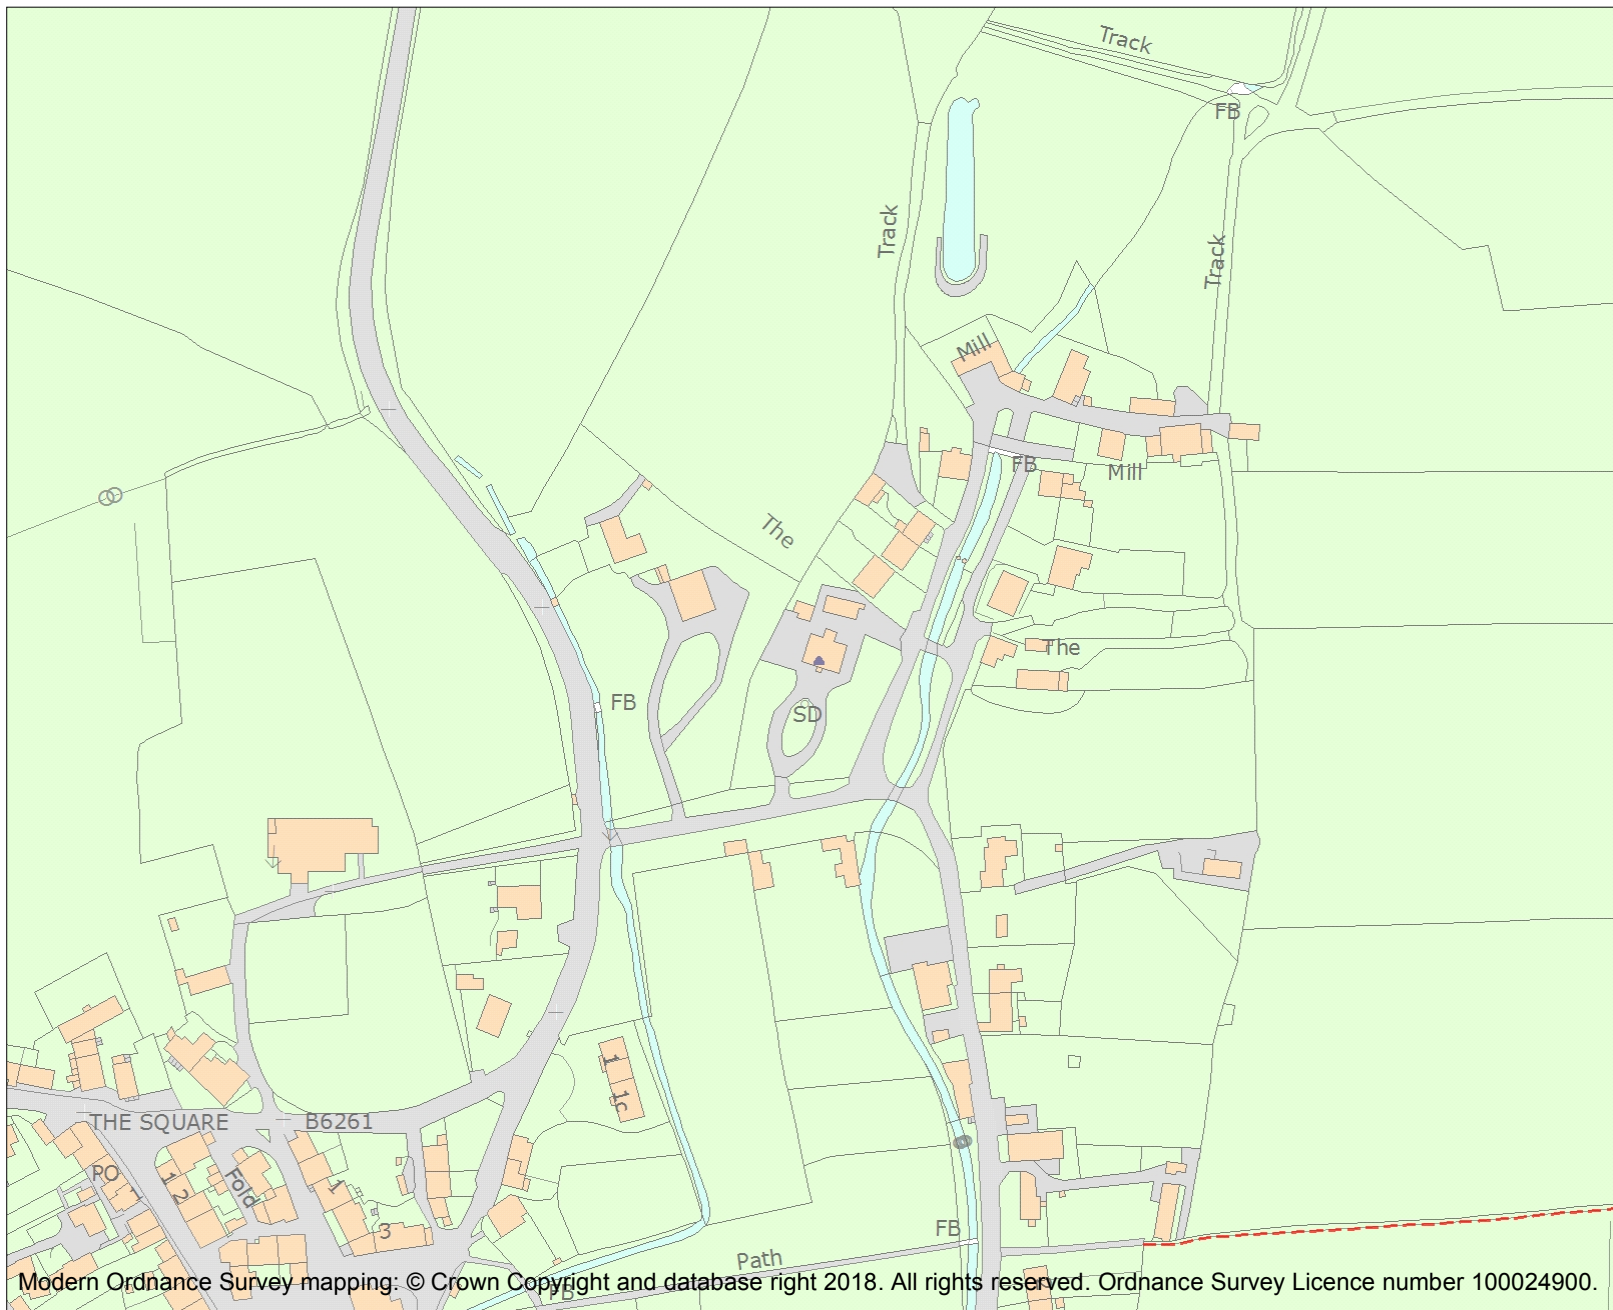 Track
FB
Track
Track
Mill
FB
Mill
The
The
FB
SD
1
1c
THE SQUARE
B6261
PO
1
2
Fold
1
3
FB
Path
FB
Modern Ordnance Survey mapping: © Crown Copyright and database right 2018. All rights reserved. Ordnance Survey Licence number 100024900.